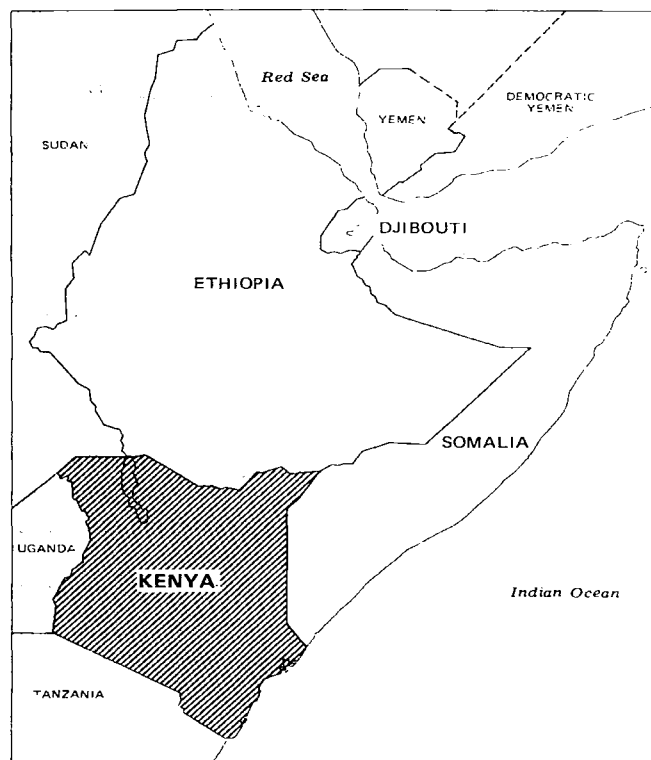 Red Sea
DEMOCRATIC
YEMEN
YEMEN
SUDAN
DJIBOUTI
ETHIOPIA
SOMALIA
UGANDA
KENYA
Indian Ocean
TANZANIA